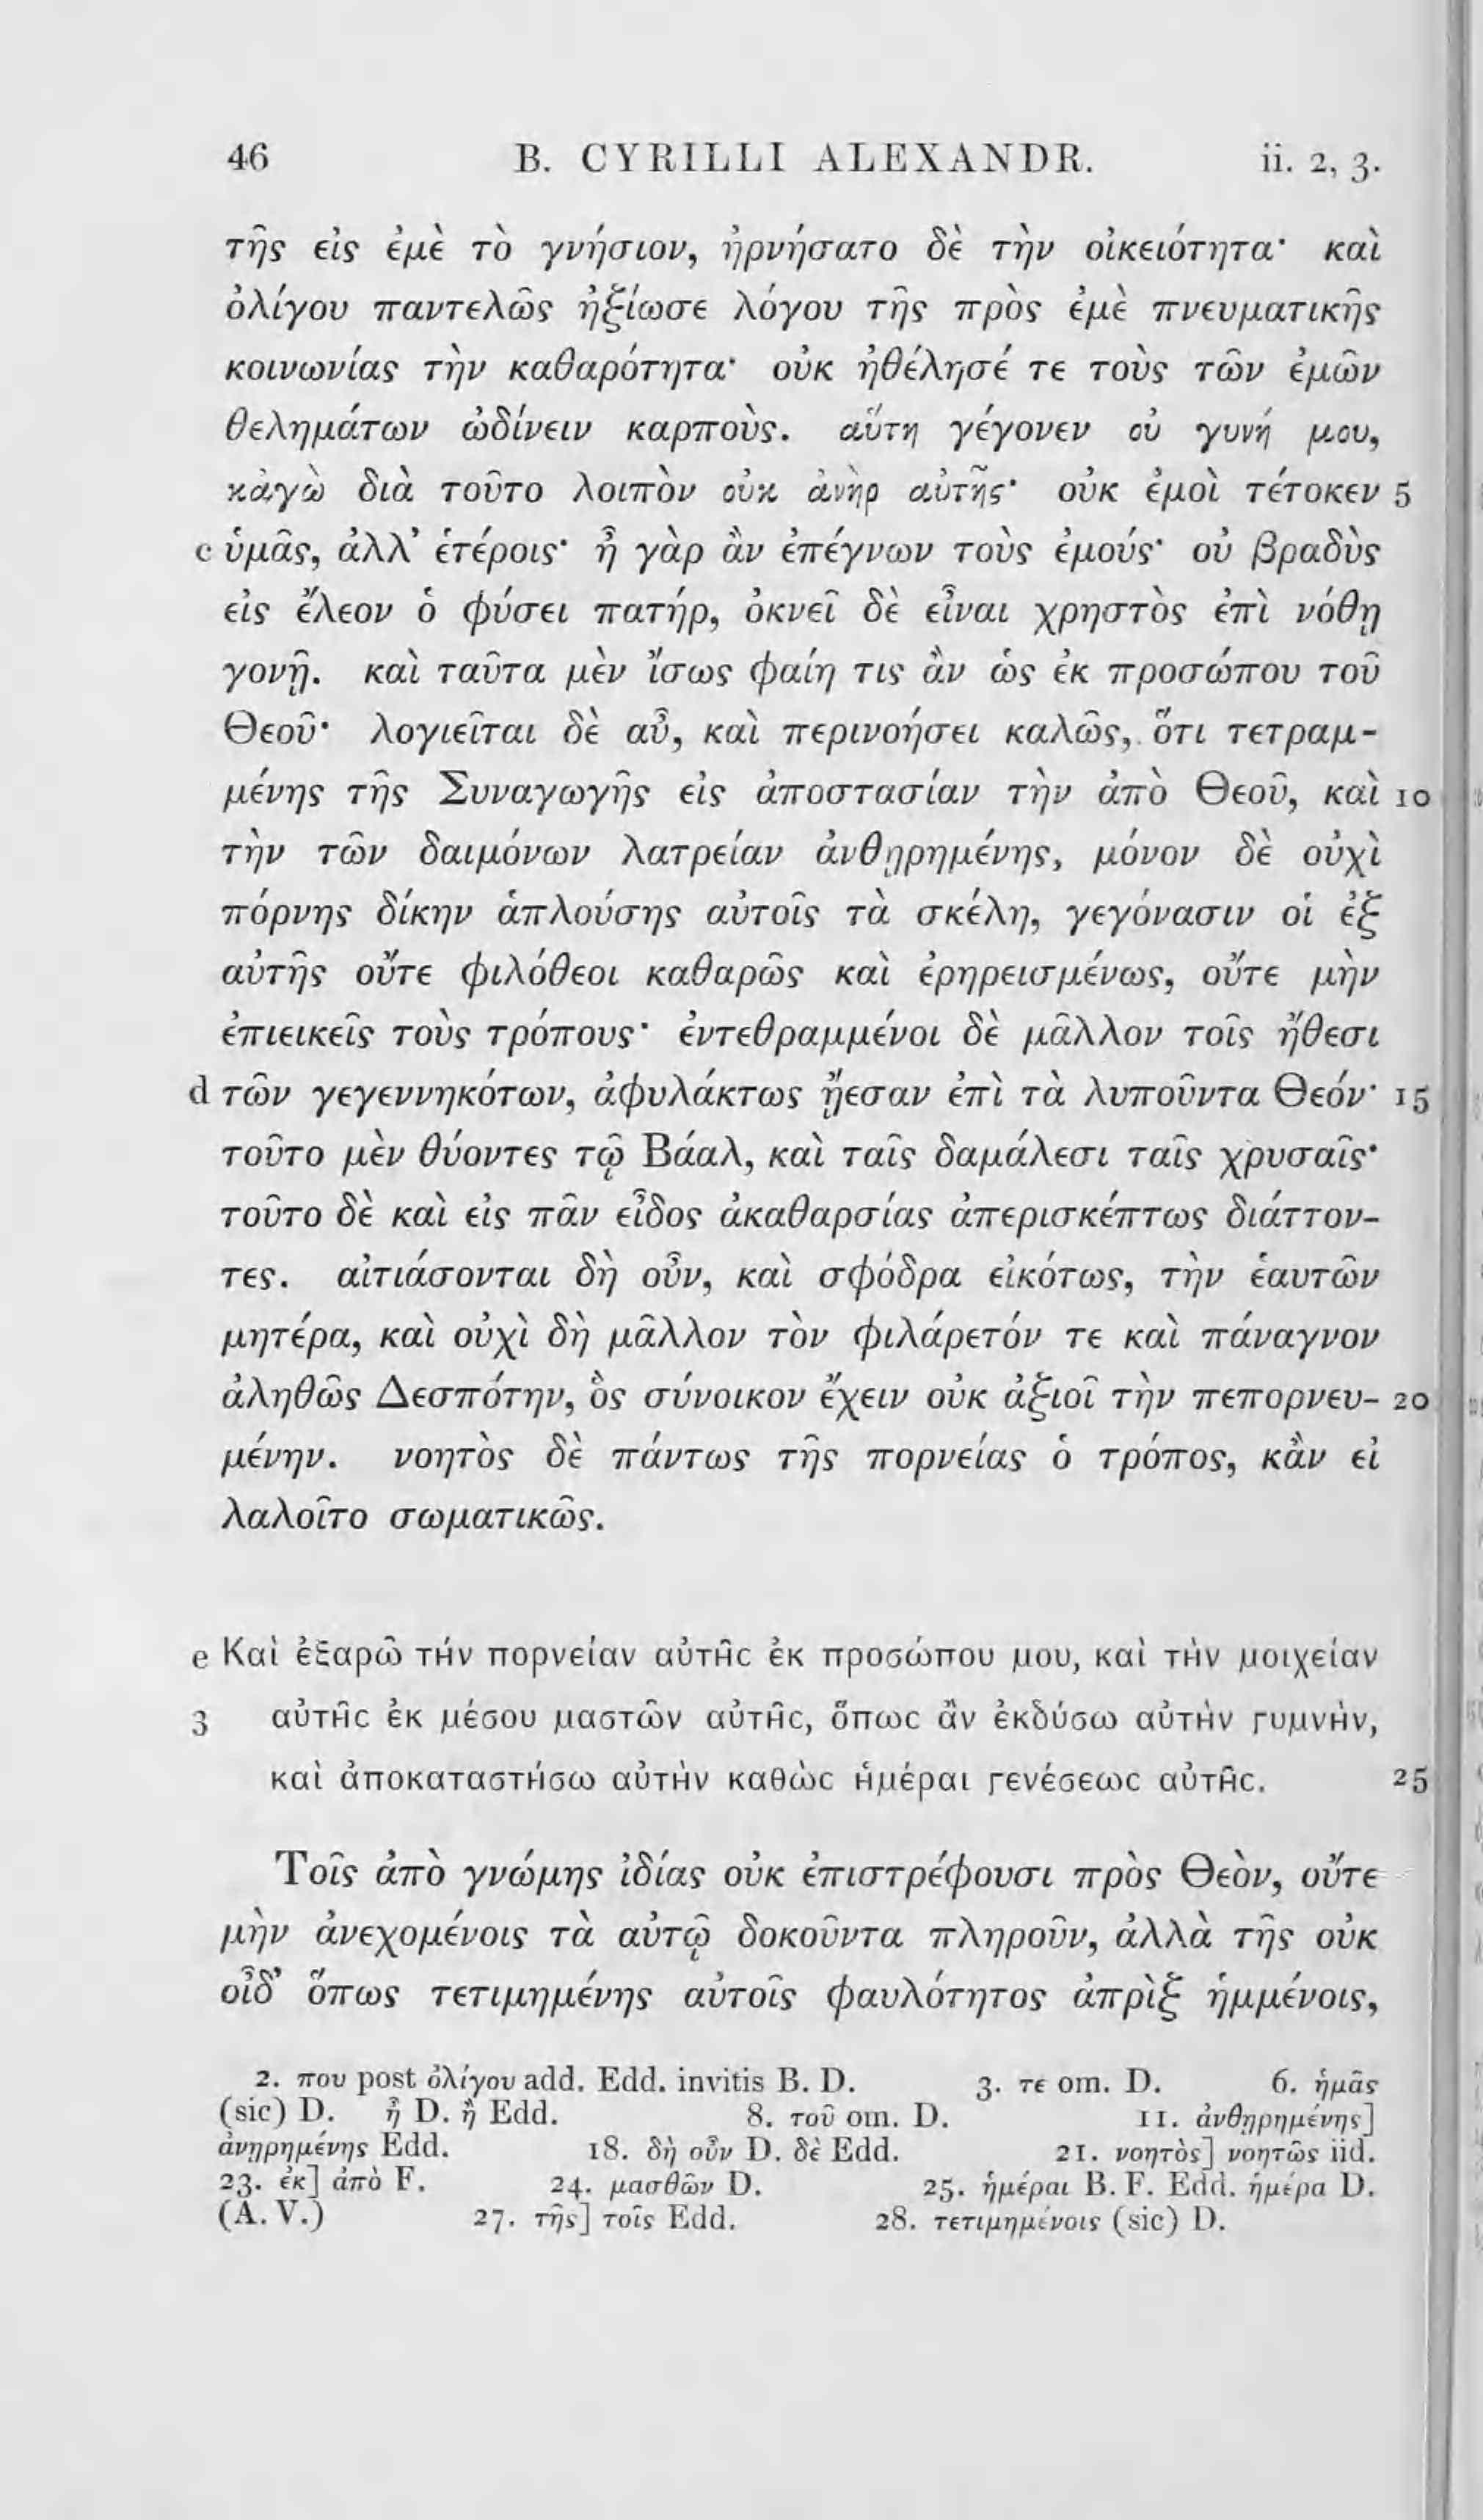 46 B. CYRILLI ALEXANDR. ii. 2, 3.
τῆς εἰς ἐμὲ τὸ γνήσιον, ἠρνήσατο δὲ τὴν οἰκειότητα· καὶ
ὀλίγου παντελῶς ἠξίωσε λόγου τῆς πρὸς ἐμὲ πνευματικῆς
κοινωνίας τὴν καθαρότητα· οὐκ ἠθέλησέ τε τοὺς τῶν ἐμῶν
θελημάτων ὠδίνειν καρπούς. αὕτη γέγονεν οὐ γυνή μου,
κἀγὼ διὰ τοῦτο λοιπὸν οὐκ ἀνὴρ αὐτῆς· οὐκ ἐμοὶ τέτοκεν 5
c ὑμᾶς, ἀλλ’ ἑτέροις· ἦ γὰρ ἂν ἐπέγνων τοὺς ἐμούς· οὐ βραδὺς
εἰς ἔλεον ὁ φύσει πατήρ, ὀκνεῖ δὲ εἶναι χρηστὸς ἐπὶ νόθῃ
γονῇ. καὶ ταῦτα μὲν ἴσως φαίη τις ἂν ὡς ἐκ προσώπου τοῦ
Θεοῦ· λογιεῖται δὲ αὖ, καὶ περινοήσει καλῶς, ὅτι τετραμ-
μένης τῆς Συναγωγῆς εἰς ἀποστασίαν τὴν ἀπὸ Θεοῦ, καὶ 10
τὴν τῶν δαιμόνων λατρείαν ἀνθῃρημένης, μόνον δὲ οὐχὶ
πόρνης δίκην ἁπλούσης αὐτοῖς τὰ σκέλη, γεγόνασιν οἱ ἐξ
αὐτῆς οὔτε φιλόθεοι καθαρῶς καὶ ἐρηρεισμένως, οὔτε μὴν
ἐπιεικεῖς τοὺς τρόπους· ἐντεθραμμένοι δὲ μᾶλλον τοῖς ἤθεσι
d τῶν γεγεννηκότων, ἀφυλάκτως ᾔεσαν ἐπὶ τὰ λυποῦντα Θεόν· 15
τοῦτο μὲν θύοντες τῷ Βάαλ, καὶ ταῖς δαμάλεσι ταῖς χρυσαῖς·
τοῦτο δὲ καὶ εἰς πᾶν εἶδος ἀκαθαρσίας ἀπερισκέπτως διάττον-
τες. αἰτιάσονται δὴ οὖν, καὶ σφόδρα εἰκότως, τὴν ἑαυτῶν
μητέρα, καὶ οὐχὶ δὴ μᾶλλον τὸν φιλάρετόν τε καὶ πάναγνον
ἀληθῶς Δεσπότην, ὃς σύνοικον ἔχειν οὐκ ἀξιοῖ τὴν πεπορνευ- 20
μένην. νοητὸς δὲ πάντως τῆς πορνείας ὁ τρόπος, κἂν εἰ
λαλοῖτο σωματικῶς.
e Καὶ ἐξαρῶ τὴν πορνείαν αὐτῆς ἐκ προσώπου μου, καὶ τὴν μοιχείαν
3 αὐτῆς ἐκ μέσου μαστῶν αὐτῆς, ὅπως ἂν ἐκδύσω αὐτὴν γυμνὴν,
καὶ ἀποκαταστήσω αὐτὴν καθὼς ἡμέραι γενέσεως αὐτῆς. 25
Τοῖς ἀπὸ γνώμης ἰδίας οὐκ ἐπιστρέφουσι πρὸς Θεὸν, οὔτε
μὴν ἀνεχομένοις τὰ αὐτῷ δοκοῦντα πληροῦν, ἀλλὰ τῆς οὐκ
οἶδ’ ὅπως τετιμημένης αὐτοῖς φαυλότητος ἀπρὶξ ἡμμένοις,
2. που post ὀλίγου add. Edd. invitis B. D. 3. τε om. D. 6. ἡμᾶς
(sic) D. ἦ D. ἢ Edd. 8. τοῦ om. D. 11. ἀνθῃρημένης]
ἀνῃρημένης Edd. 18. δὴ οὖν D. δὲ Edd. 21. νοητὸς] νοητῶς iid.
23. ἐκ] ἀπὸ F. 24. μασθῶν D. 25. ἡμέραι B. F. Edd. ἡμέρα D.
(A. V.) 27. τῆς] τοῖς Edd. 28. τετιμημένοις (sic) D.